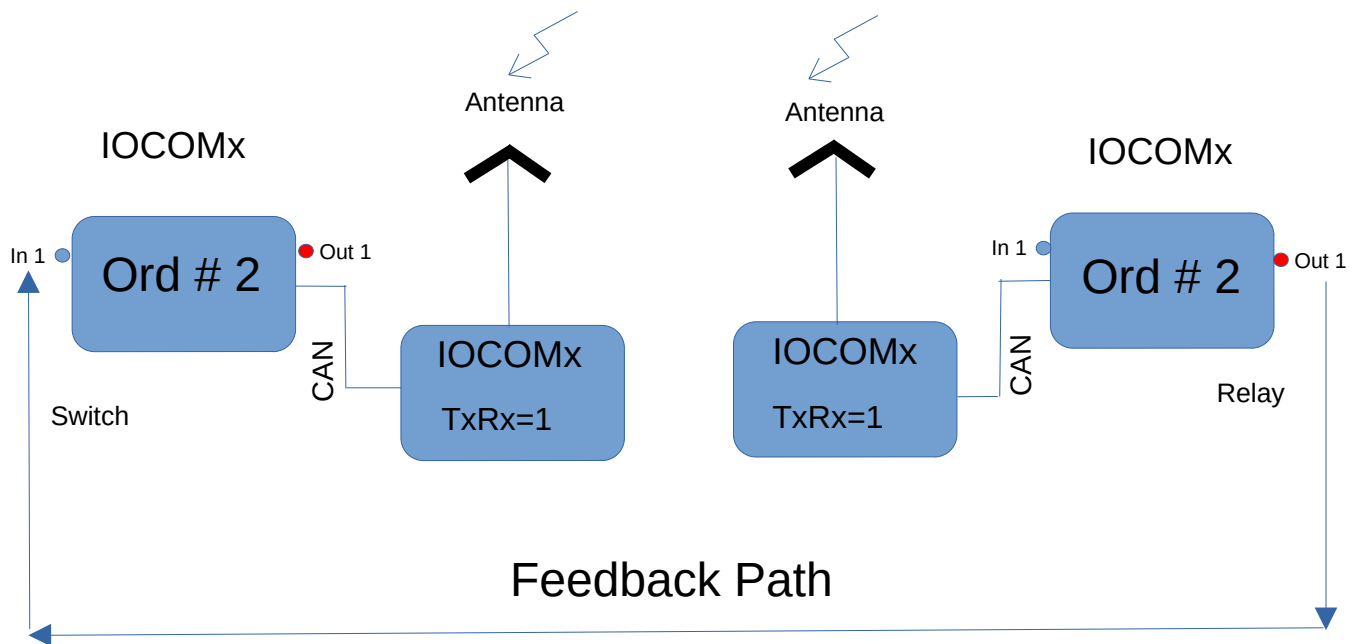 Antenna
Antenna
IOCOMx
IOCOMx
In 1
Ord # 2
Out 1
In 1
Ord # 2
Out 1
CAN
IOCOMx
TxRx=1
IOCOMx
TxRx=1
CAN
Switch
Relay
Feedback Path